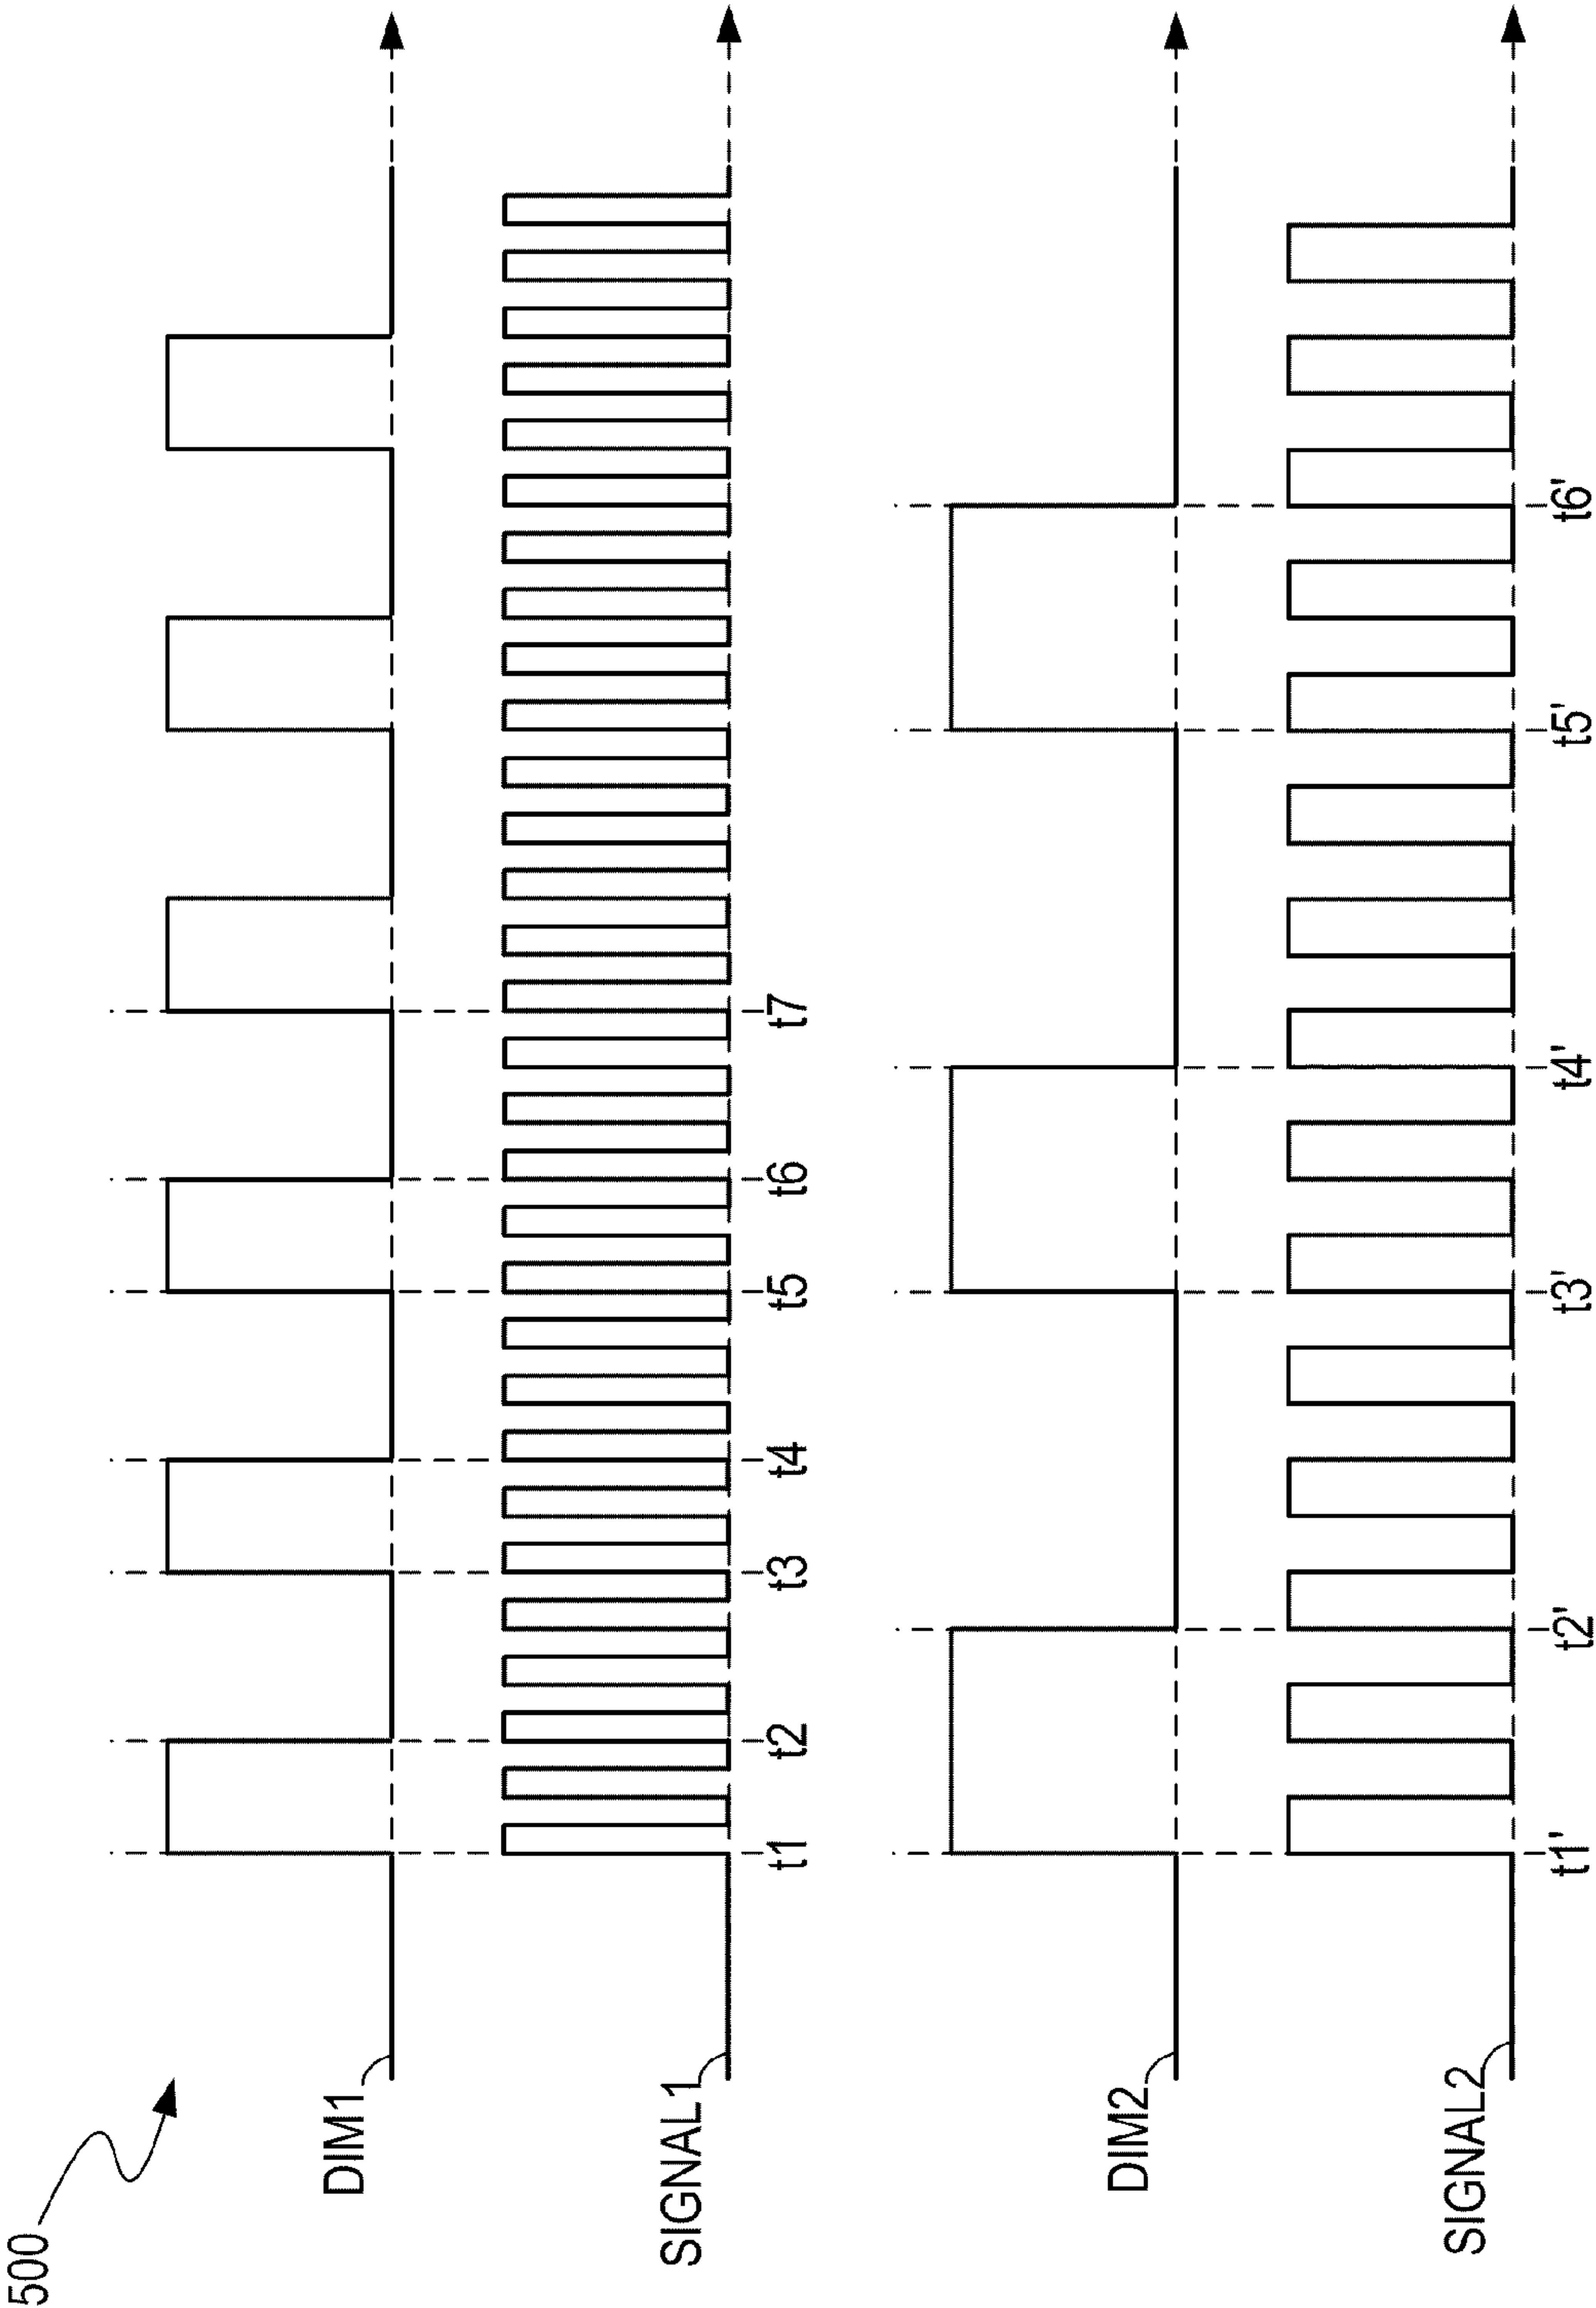 500
DIM1
SIGNAL1
t1 t2 t3 t4 t5 t6 t7
DIM2
SIGNAL2
t1' t2' t3' t4' t5' t6'